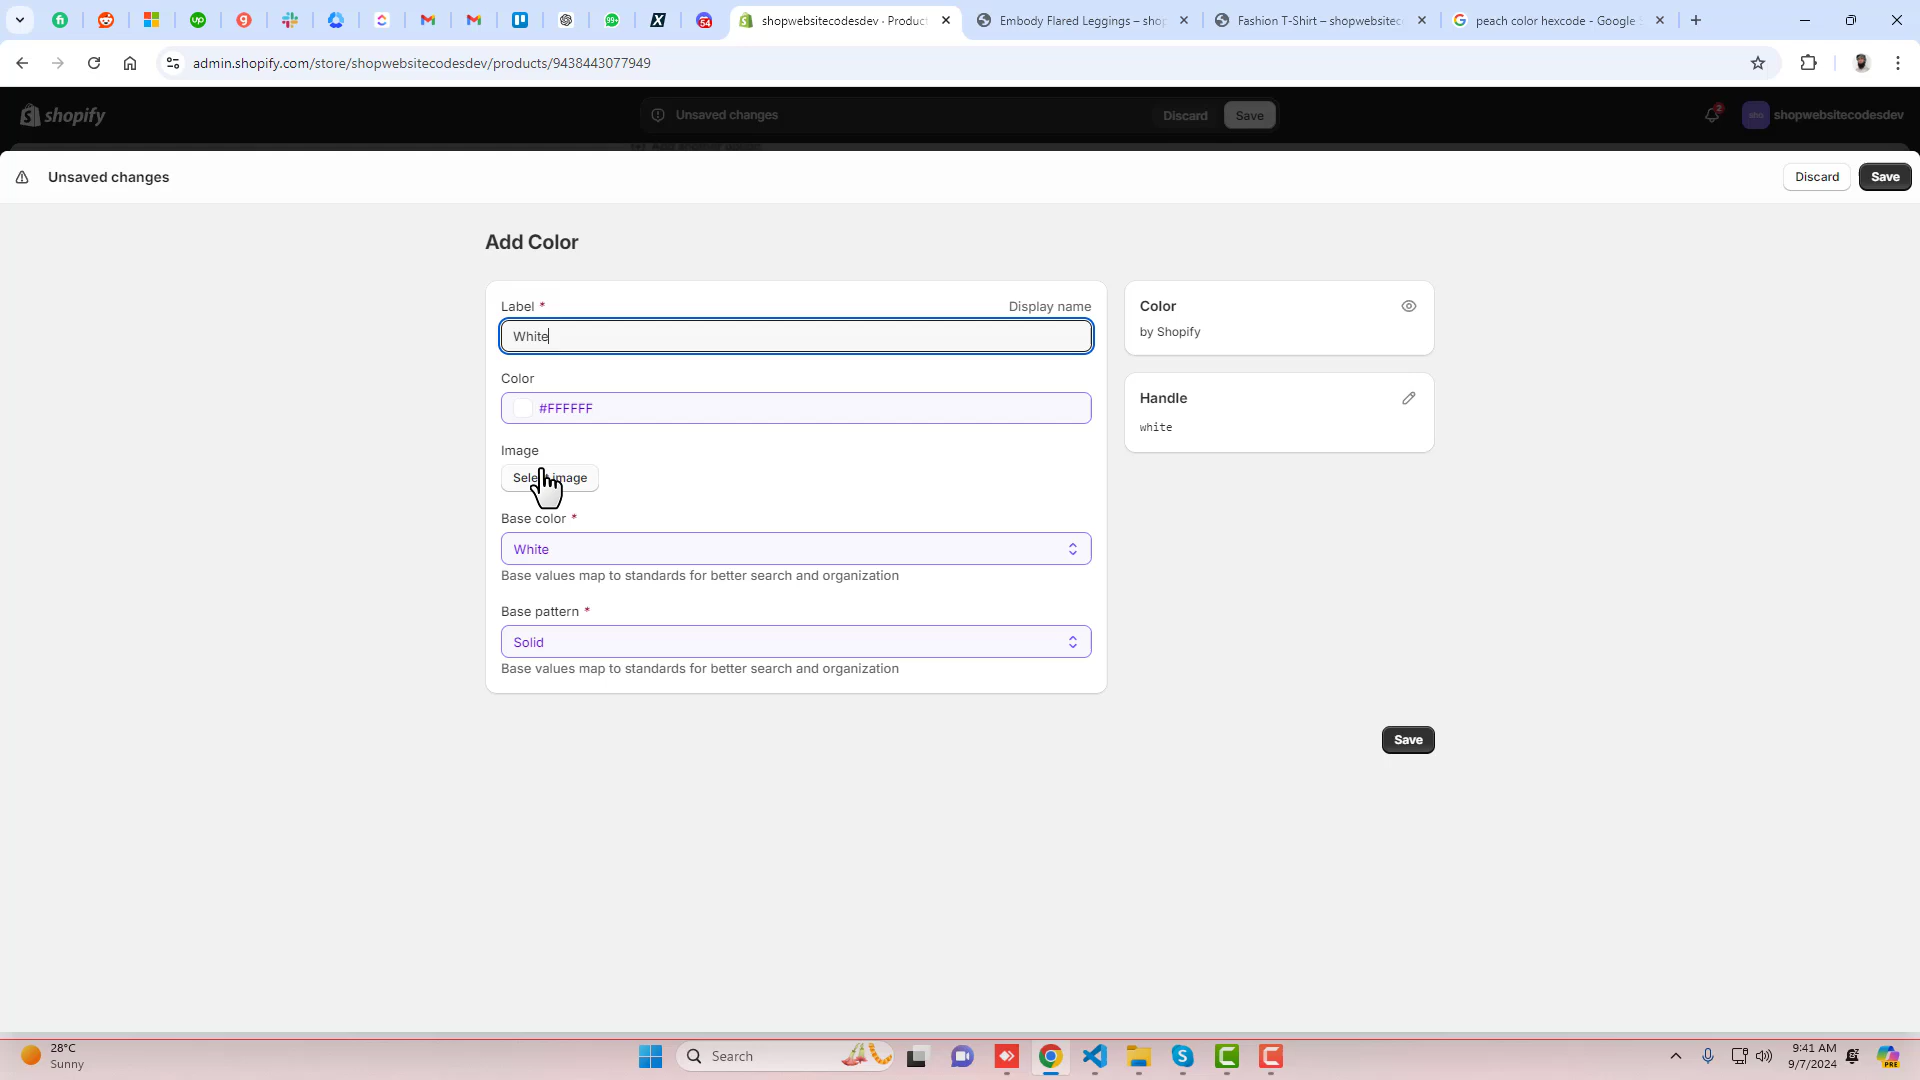 shopwebsitecodesdev · Product
Embody Flared Leggings – shop
Fashion T-Shirt – shopwebsitec
peach color hexcode - Google S
admin.shopify.com/store/shopwebsitecodesdev/products/9438443077949
shopify
Unsaved changes
Discard
Save
2
sho
shopwebsitecodesdev
Unsaved changes
Discard
Save
Add Color
Label *
Display name
White
Color
#FFFFFF
Image
Select image
Base color *
White
Base values map to standards for better search and organization
Base pattern *
Solid
Base values map to standards for better search and organization
Color
by Shopify
Handle
white
Save
28°C
Sunny
Search
9:41 AM
9/7/2024
PRE